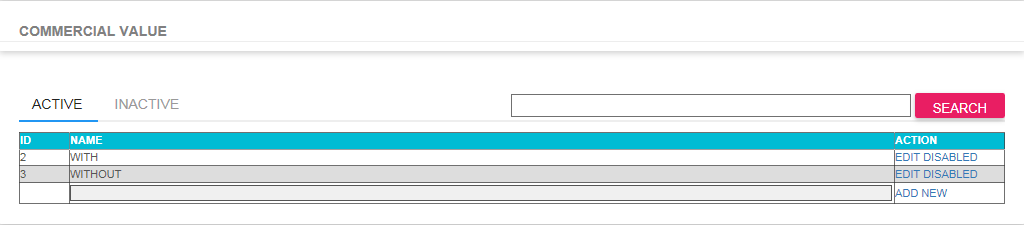 COMMERCIAL VALUE
ACTIVE INACTIVE SEARCH
ID NAME ACTION
2 WITH EDIT DISABLED
3 WITHOUT EDIT DISABLED
ADD NEW